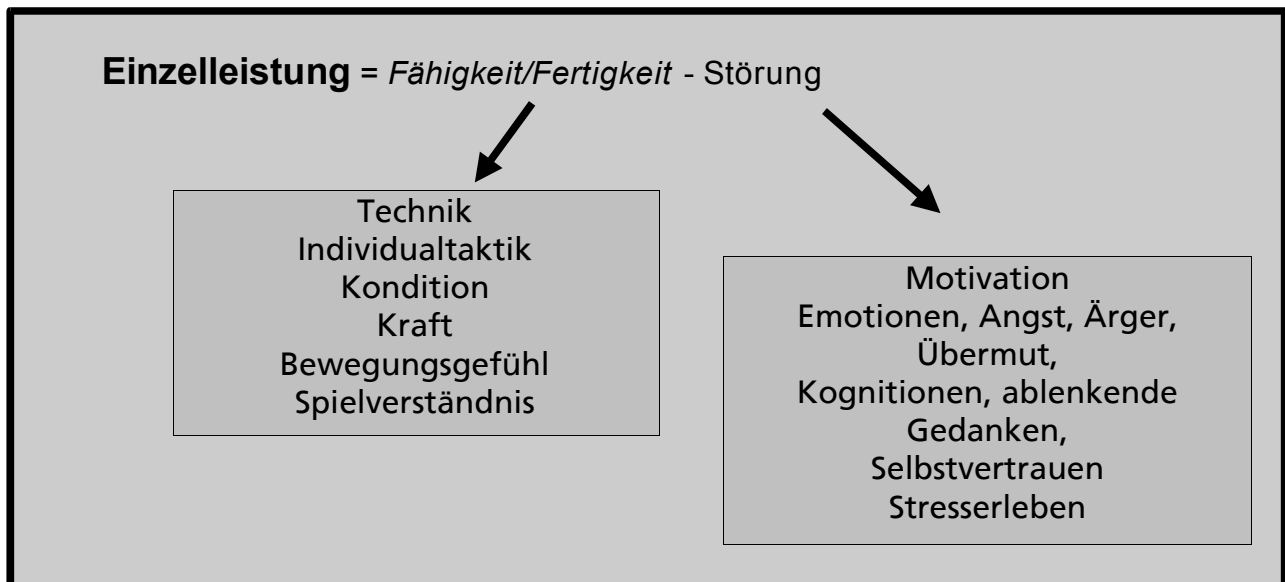 Einzelleistung = Fähigkeit/Fertigkeit - Störung
Technik
Individualtaktik
Kondition
Kraft
Bewegungsgefühl
Spielverständnis
Motivation
Emotionen, Angst, Ärger,
Übermut,
Kognitionen, ablenkende
Gedanken,
Selbstvertrauen
Stresserleben